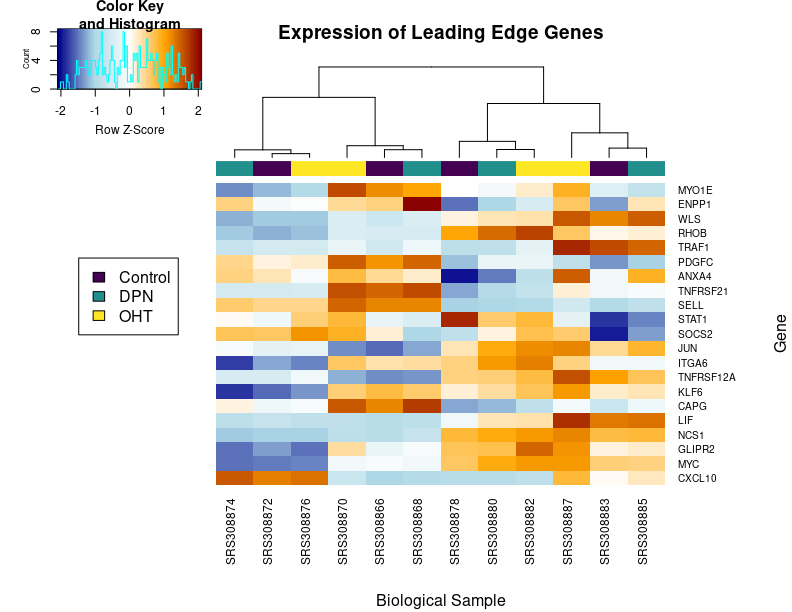 Color Key
and Histogram
Count
0 4 8
-2 -1 0 1 2
Row Z-Score
Expression of Leading Edge Genes
Control
DPN
OHT
MYO1E
ENPP1
WLS
RHOB
TRAF1
PDGFC
ANXA4
TNFRSF21
SELL
STAT1
SOCS2
JUN
ITGA6
TNFRSF12A
KLF6
CAPG
LIF
NCS1
GLIPR2
MYC
CXCL10
Gene
SRS308874
SRS308872
SRS308876
SRS308870
SRS308866
SRS308868
SRS308878
SRS308880
SRS308882
SRS308887
SRS308883
SRS308885
Biological Sample